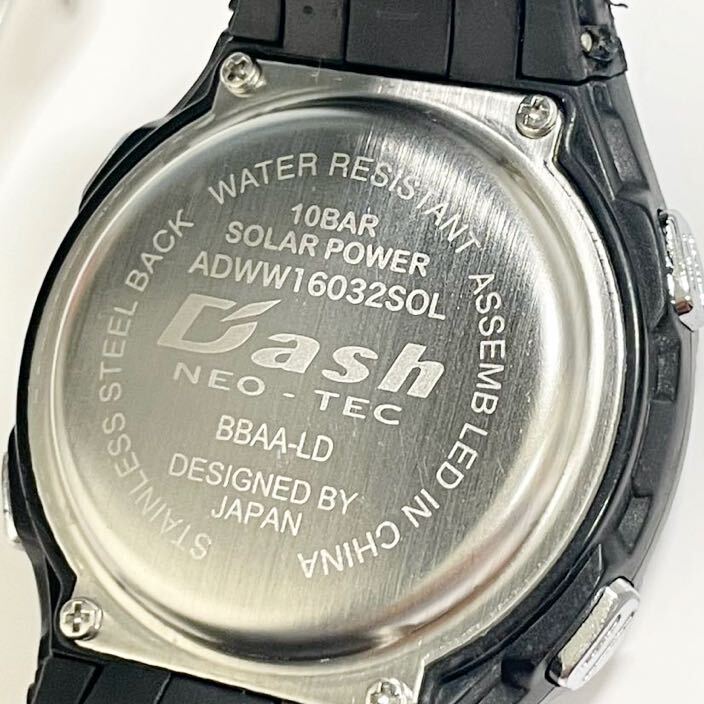 WATER RESISTANT
10BAR
SOLAR POWER
ADWW16032SOL
Dash
NEO - TEC
BBAA-LD
DESIGNED BY
JAPAN
ASSEMBLED IN CHINA
STAINLESS STEEL BACK